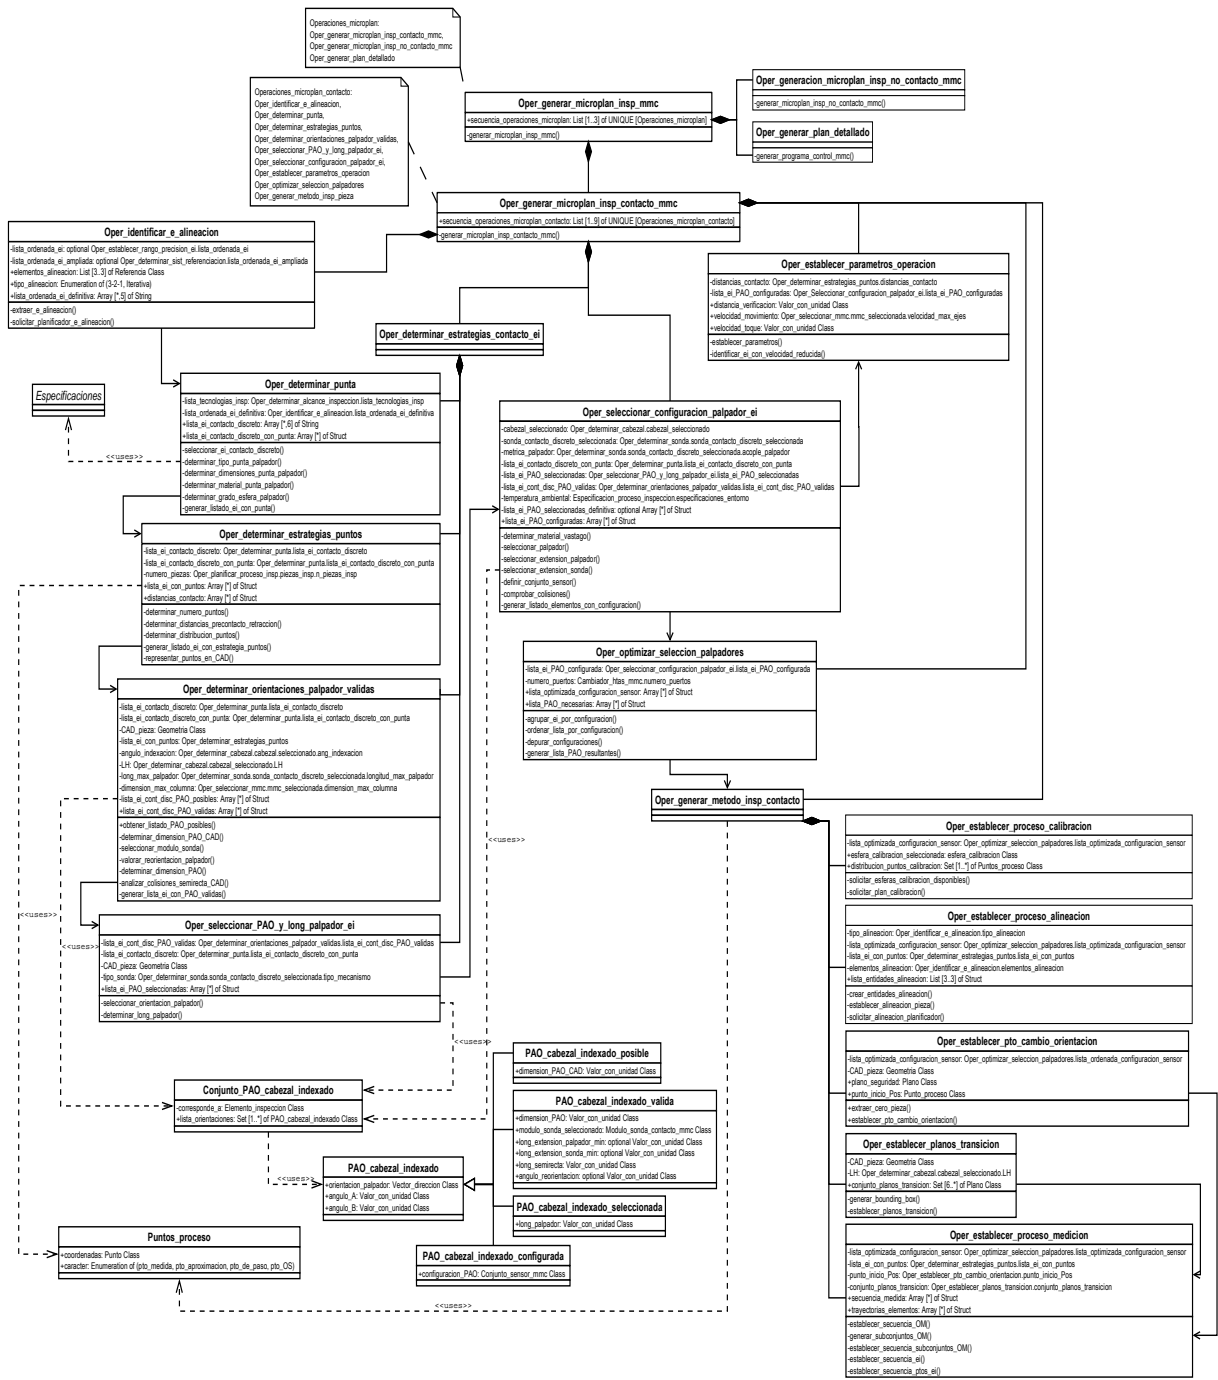 Operaciones_microplan:
Oper_generar_microplan_insp_contacto_mmc,
Oper_generar_microplan_insp_no_contacto_mmc
Oper_generar_plan_detallado
Operaciones_microplan_contacto:
Oper_identificar_e_alineacion,
Oper_determinar_punta,
Oper_determinar_estrategias_puntos,
Oper_determinar_orientaciones_palpador_validas,
Oper_seleccionar_PAO_y_long_palpador_ei,
Oper_seleccionar_configuracion_palpador_ei,
Oper_establecer_parametros_operacion
Oper_optimizar_seleccion_palpadores
Oper_generar_metodo_insp_pieza
Oper_generar_microplan_insp_mmc
+secuencia_operaciones_microplan: List [1..3] of UNIQUE [Operaciones_microplan]
-generar_microplan_insp_mmc()
Oper_generacion_microplan_insp_no_contacto_mmc
-generar_microplan_insp_no_contacto_mmc()
Oper_generar_plan_detallado
-generar_programa_control_mmc()
Oper_generar_microplan_insp_contacto_mmc
+secuencia_operaciones_microplan_contacto: List [1..9] of UNIQUE [Operaciones_microplan_contacto]
-generar_microplan_insp_contacto_mmc()
Oper_identificar_e_alineacion
-lista_ordenada_ei: optional Oper_establecer_rango_precision_ei.lista_ordenada_ei
-lista_ordenada_ei_ampliada: optional Oper_determinar_sist_referenciacion.lista_ordenada_ei_ampliada
+elementos_alineacion: List [3..3] of Referencia Class
+tipo_alineacion: Enumeration of (3-2-1, Iterativa)
+lista_ordenada_ei_definitiva: Array [*,5] of String
-extraer_e_alineacion()
-solicitar_planificador_e_alineacion()
Oper_establecer_parametros_operacion
-distancias_contacto: Oper_determinar_estrategias_puntos.distancias_contacto
-lista_ei_PAO_configuradas: Oper_Seleccionar_configuracion_palpador_ei.lista_ei_PAO_configuradas
+distancia_verificacion: Valor_con_unidad Class
+velocidad_movimiento: Oper_seleccionar_mmc.mmc_seleccionada.velocidad_max_ejes
+velocidad_toque: Valor_con_unidad Class
-establecer_parametros()
-identificar_ei_con_velocidad_reducida()
Oper_determinar_estrategias_contacto_ei
Especificaciones
<<uses>>
Oper_determinar_punta
-lista_tecnologias_insp: Oper_determinar_alcance_inspeccion.lista_tecnologias_insp
-lista_ordenada_ei_definitiva: Oper_identificar_e_alineacion.lista_ordenada_ei_definitiva
+lista_ei_contacto_discreto: Array [*,6] of String
+lista_ei_contacto_discreto_con_punta: Array [*] of Struct
-seleccionar_ei_contacto_discreto()
-determinar_tipo_punta_palpador()
-determinar_dimensiones_punta_palpador()
-determinar_material_punta_palpador()
-determinar_grado_esfera_palpador()
-generar_listado_ei_con_punta()
Oper_seleccionar_configuracion_palpador_ei
-cabezal_seleccionado: Oper_determinar_cabezal.cabezal_seleccionado
-sonda_contacto_discreto_seleccionada: Oper_determinar_sonda.sonda_contacto_discreto_seleccionada
-metrica_palpador: Oper_determinar_sonda.sonda_contacto_discreto_seleccionada.acople_palpador
-lista_ei_contacto_discreto_con_punta: Oper_determinar_punta.lista_ei_contacto_discreto_con_punta
-lista_ei_PAO_seleccionadas: Oper_seleccionar_PAO_y_long_palpador_ei.lista_ei_PAO_seleccionadas
-lista_ei_cont_disc_PAO_validas: Oper_determinar_orientaciones_palpador_validas.lista_ei_cont_disc_PAO_validas
-temperatura_ambiental: Especificacion_proceso_inspeccion.especificaciones_entorno
-lista_ei_PAO_seleccionadas_definitiva: optional Array [*] of Struct
+lista_ei_PAO_configuradas: Array [*] of Struct
-determinar_material_vastago()
-seleccionar_palpador()
-seleccionar_extension_palpador()
-seleccionar_extension_sonda()
-definir_conjunto_sensor()
-comprobar_colisiones()
-generar_listado_elementos_con_configuracion()
Oper_determinar_estrategias_puntos
-lista_ei_contacto_discreto: Oper_determinar_punta.lista_ei_contacto_discreto
-lista_ei_contacto_discreto_con_punta: Oper_determinar_punta.lista_ei_contacto_discreto_con_punta
-numero_piezas: Oper_planificar_proceso_insp.piezas_insp.n_piezas_insp
+lista_ei_con_puntos: Array [*] of Struct
+distancias_contacto: Array [*] of Struct
-determinar_numero_puntos()
-determinar_distancias_precontacto_retraccion()
-determinar_distribucion_puntos()
-generar_listado_ei_con_estrategia_puntos()
-representar_puntos_en_CAD()
Oper_optimizar_seleccion_palpadores
-lista_ei_PAO_configurada: Oper_seleccionar_configuracion_palpador_ei.lista_ei_PAO_configurada
-numero_puertos: Cambiador_htas_mmc.numero_puertos
+lista_optimizada_configuracion_sensor: Array [*] of Struct
+lista_PAO_necesarias: Array [*] of Struct
-agrupar_ei_por_configuracion()
-ordenar_lista_por_configuracion()
-depurar_configuraciones()
-generar_lista_PAO_resultantes()
Oper_determinar_orientaciones_palpador_validas
-lista_ei_contacto_discreto: Oper_determinar_punta.lista_ei_contacto_discreto
-lista_ei_contacto_discreto_con_punta: Oper_determinar_punta.lista_ei_contacto_discreto_con_punta
-CAD_pieza: Geometria Class
-lista_ei_con_puntos: Oper_determinar_estrategias_puntos
-angulo_indexacion: Oper_determinar_cabezal.cabezal.seleccionado.ang_indexacion
-LH: Oper_determinar_cabezal.cabezal_seleccionado.LH
-long_max_palpador: Oper_determinar_sonda.sonda_contacto_discreto_seleccionada.longitud_max_palpador
-dimension_max_columna: Oper_seleccionar_mmc.mmc_seleccionada.dimension_max_columna
-lista_ei_cont_disc_PAO_posibles: Array [*] of Struct
+lista_ei_cont_disc_PAO_validas: Array [*] of Struct
+obtener_listado_PAO_posibles()
-determinar_dimension_PAO_CAD()
-seleccionar_modulo_sonda()
-valorar_reorientacion_palpador()
-determinar_dimension_PAO()
-analizar_colisiones_semirecta_CAD()
-generar_lista_ei_con_PAO_validas()
Oper_generar_metodo_insp_contacto
<<uses>>
Oper_establecer_proceso_calibracion
-lista_optimizada_configuracion_sensor: Oper_optimizar_seleccion_palpadores.lista_optimizada_configuracion_sensor
+esfera_calibracion_seleccionada: esfera_calibracion Class
+distribucion_puntos_calibracion: Set [1..*] of Puntos_proceso Class
-solicitar_esferas_calibracion_disponibles()
-solicitar_plan_calibracion()
Oper_seleccionar_PAO_y_long_palpador_ei
-lista_ei_cont_disc_PAO_validas: Oper_determinar_orientaciones_palpador_validas.lista_ei_cont_disc_PAO_validas
-lista_ei_contacto_discreto: Oper_determinar_punta.lista_ei_contacto_discreto_con_punta
-CAD_pieza: Geometria Class
-tipo_sonda: Oper_determinar_sonda.sonda_contacto_discreto_seleccionada.tipo_mecanismo
+lista_ei_PAO_seleccionadas: Array [*] of Struct
-seleccionar_orientacion_palpador()
-determinar_long_palpador()
<<uses>>
<<uses>>
<<uses>>
Oper_establecer_proceso_alineacion
-tipo_alineacion: Oper_identificar_e_alineacion.tipo_alineacion
-lista_optimizada_configuracion_sensor: Oper_optimizar_seleccion_palpadores.lista_optimizada_configuracion_sensor
-lista_ei_con_puntos: Oper_determinar_estrategias_puntos.lista_ei_con_puntos
-elementos_alineacion: Oper_identificar_e_alineacion.elementos_alineacion
+lista_entidades_alineacion: List [3..3] of Struct
-crear_entidades_alineacion()
-establecer_alineacion_pieza()
-solicitar_alineacion_planificador()
Oper_establecer_pto_cambio_orientacion
-lista_optimizada_configuracion_sensor: Oper_optimizar_seleccion_palpadores.lista_ordenada_configuracion_sensor
-CAD_pieza: Geometria Class
+plano_seguridad: Plano Class
+punto_inicio_Pos: Punto_proceso Class
+extraer_cero_pieza()
+establecer_pto_cambio_orientacion()
PAO_cabezal_indexado_posible
+dimension_PAO_CAD: Valor_con_unidad Class
Conjunto_PAO_cabezal_indexado
-corresponde_a: Elemento_inspeccion Class
+lista_orientaciones: Set [1..*] of PAO_cabezal_indexado Class
PAO_cabezal_indexado_valida
+dimension_PAO: Valor_con_unidad Class
+modulo_sonda_seleccionado: Modulo_sonda_contacto_mmc Class
+long_extension_palpador_min: optional Valor_con_unidad Class
+long_extension_sonda_min: optional Valor_con_unidad Class
+long_semirecta: Valor_con_unidad Class
+angulo_reorientacion: optional Valor_con_unidad Class
<<uses>>
PAO_cabezal_indexado
+orientacion_palpador: Vector_direccion Class
+angulo_A: Valor_con_unidad Class
+angulo_B: Valor_con_unidad Class
Oper_establecer_planos_transicion
-CAD_pieza: Geometria Class
-LH: Oper_determinar_cabezal.cabezal_seleccionado.LH
+conjunto_planos_transicion: Set [6..*] of Plano Class
-generar_bounding_box()
-establecer_planos_transicion()
PAO_cabezal_indexado_seleccionada
+long_palpador: Valor_con_unidad Class
PAO_cabezal_indexado_configurada
+configuracion_PAO: Conjunto_sensor_mmc Class
Puntos_proceso
+coordenadas: Punto Class
+caracter: Enumeration of (pto_medida, pto_aproximacion, pto_de_paso, pto_OS)
<<uses>>
Oper_establecer_proceso_medicion
-lista_optimizada_configuracion_sensor: Oper_optimizar_seleccion_palpadores.lista_optimizada_configuracion_sensor
-lista_ei_con_puntos: Oper_determinar_estrategias_puntos.lista_ei_con_puntos
-punto_inicio_Pos: Oper_establecer_pto_cambio_orientacion.punto_inicio_Pos
-conjunto_planos_transicion: Oper_establecer_planos_transicion.conjunto_planos_transicion
+secuencia_medida: Array [*] of Struct
+trayectorias_elementos: Array [*] of Struct
-establecer_secuencia_OM()
-generar_subconjuntos_OM()
-establecer_secuencia_subconjuntos_OM()
-establecer_secuencia_ei()
-establecer_secuencia_ptos_ei()